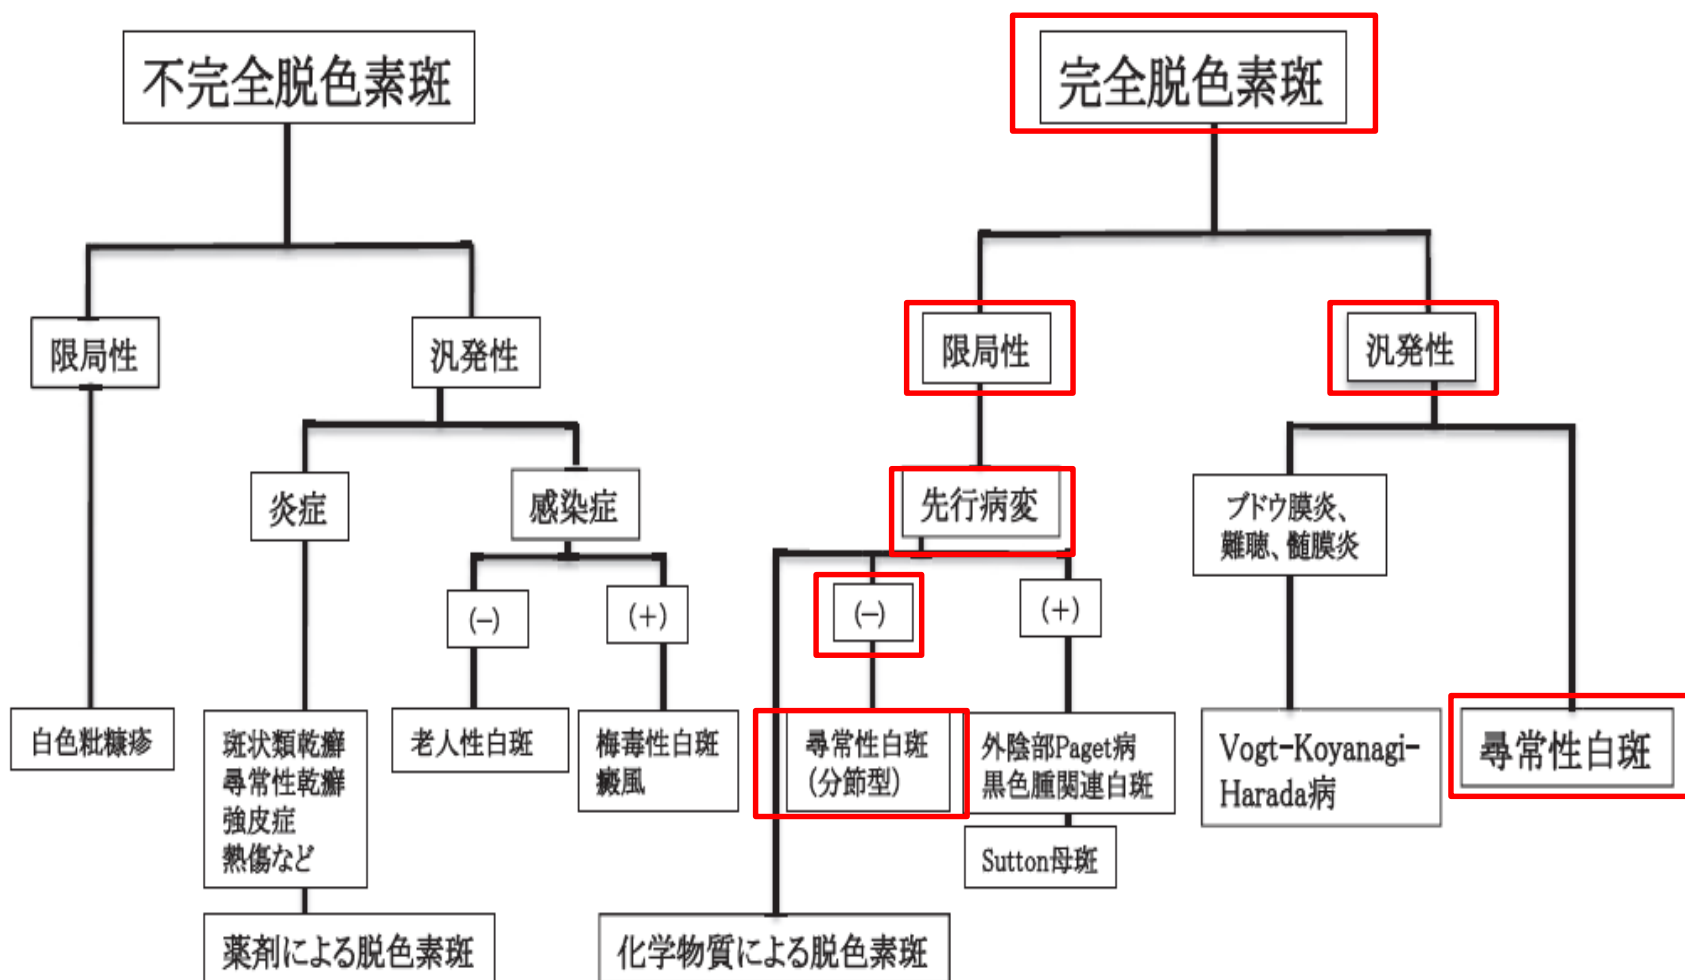 不完全脱色素斑
完全脱色素斑
限局性
汎発性
限局性
汎発性
炎症
感染症
先行病変
ブドウ膜炎、
難聴、髄膜炎
(−)
(+)
(−)
(+)
白色粃糠疹
斑状類乾癬
尋常性乾癬
強皮症
熱傷など
老人性白斑
梅毒性白斑
癜風
尋常性白斑
(分節型)
外陰部Paget病
黒色腫関連白斑
Sutton母斑
Vogt-Koyanagi-
Harada病
尋常性白斑
薬剤による脱色素斑
化学物質による脱色素斑